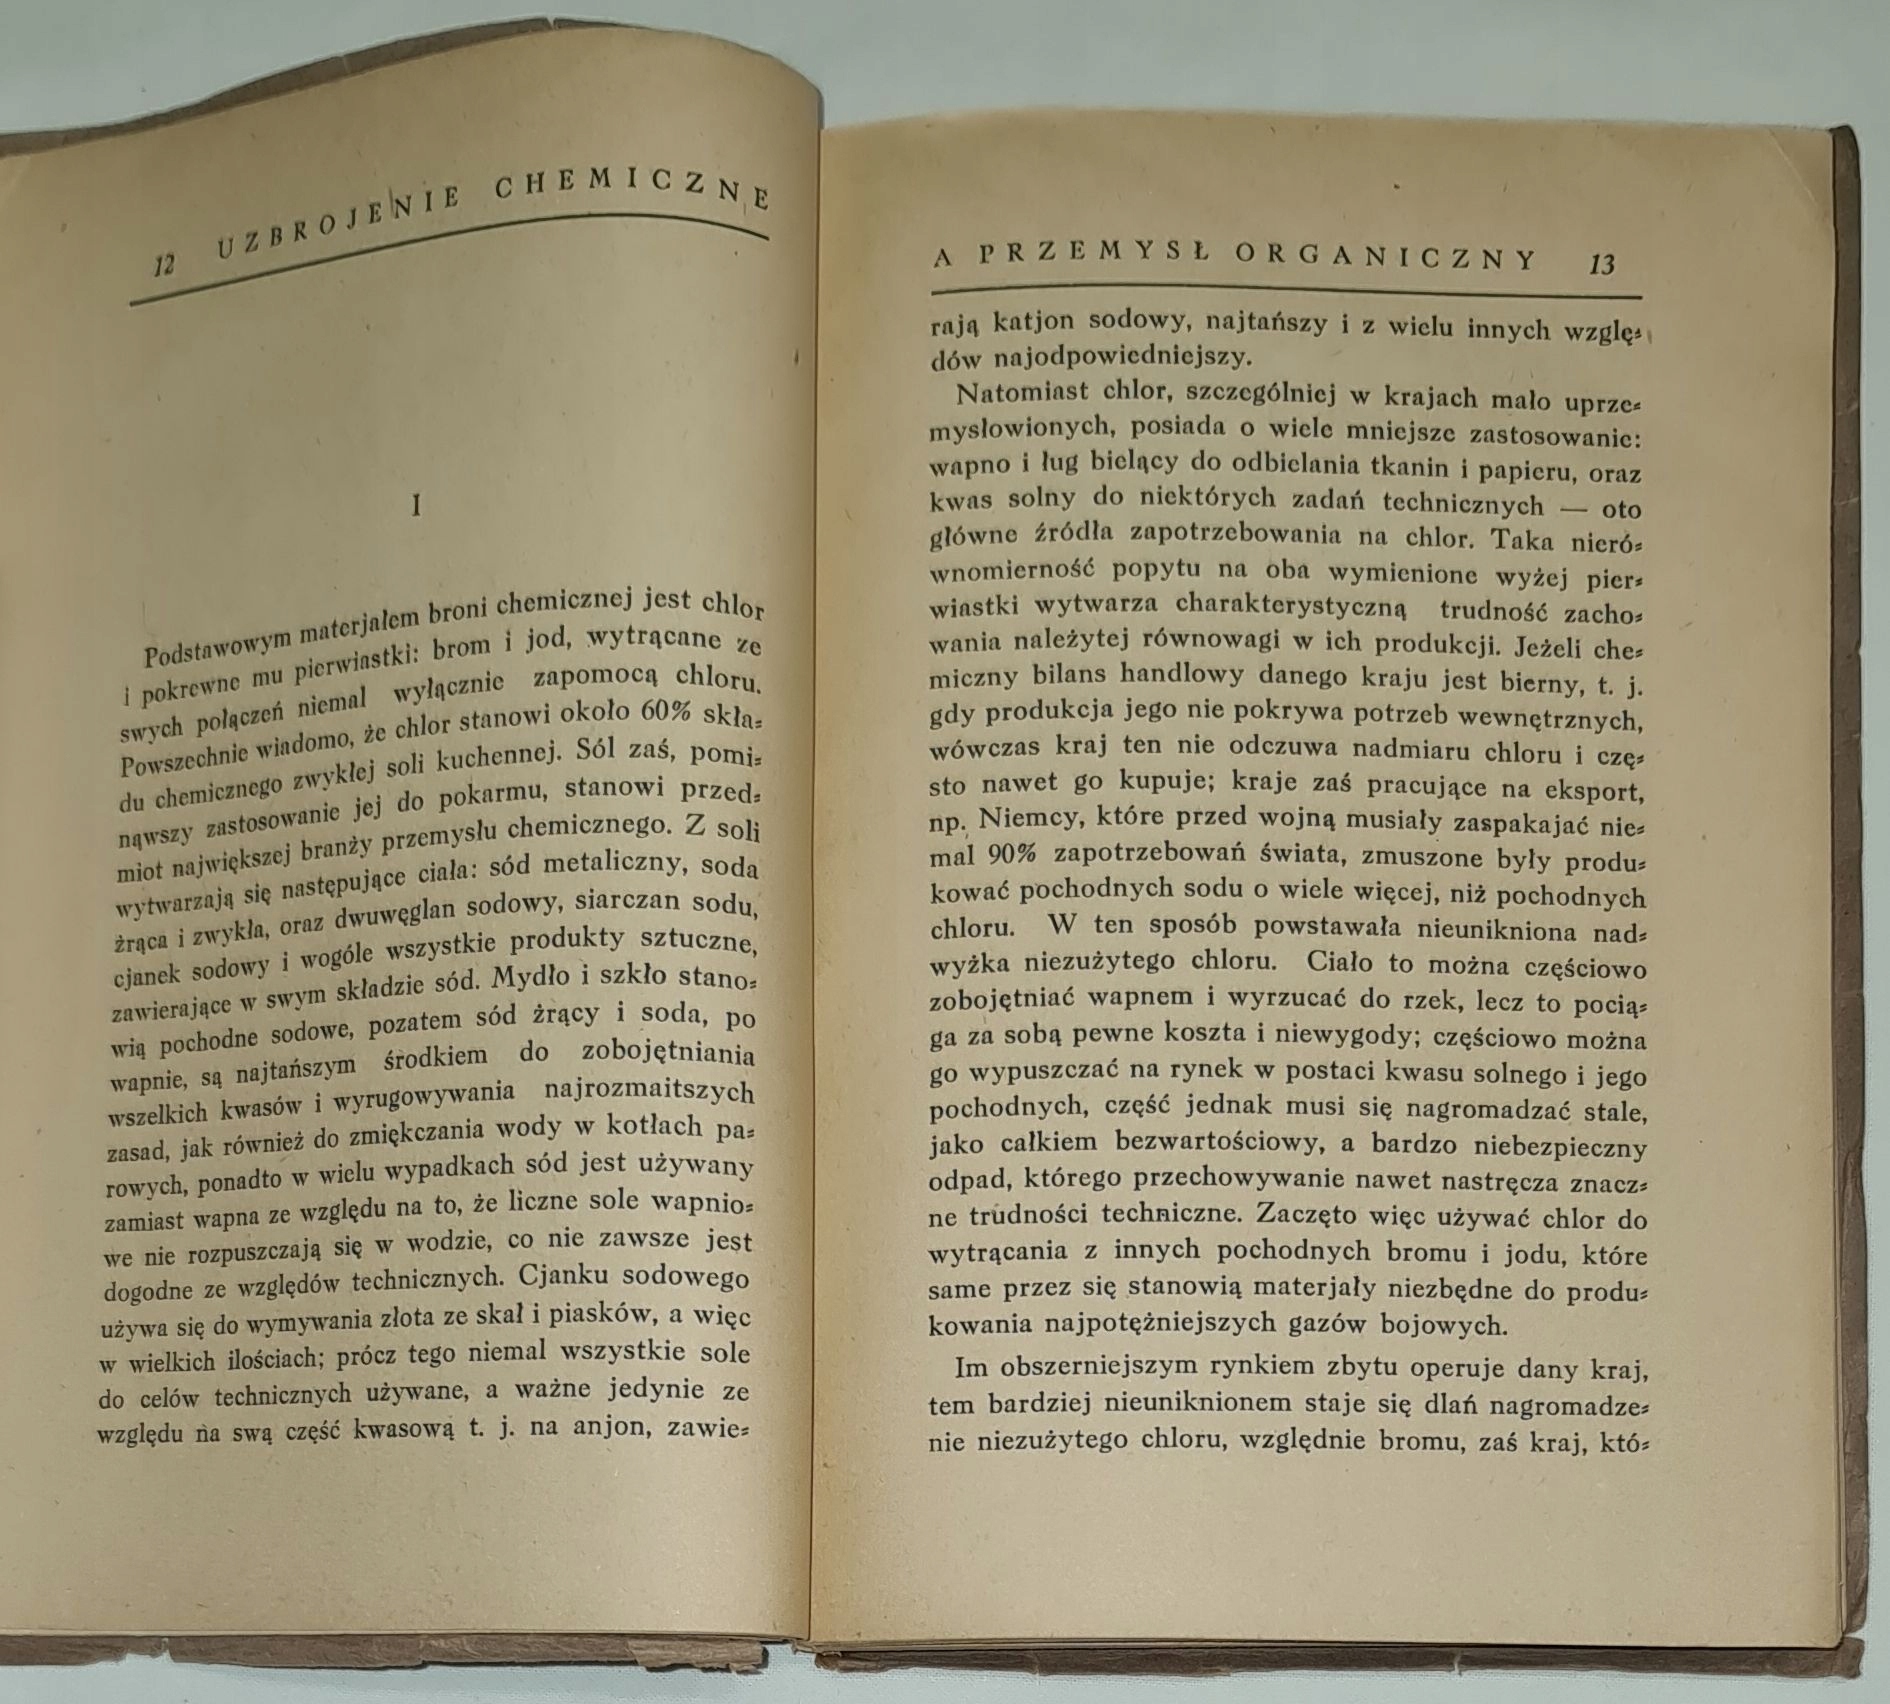 12 UZBROJENIE CHEMICZNE
I
Podstawowym materjałem broni chemicznej jest chlor
i pokrewne mu pierwiastki: brom i jod, wytrącane ze
swych połączeń niemal wyłącznie zapomocą chloru.
Powszechnie wiadomo, że chlor stanowi około 60% skła=
du chemicznego zwykłej soli kuchennej. Sól zaś, pomi=
nąwszy zastosowanie jej do pokarmu, stanowi przed=
miot największej branży przemysłu chemicznego. Z soli
wytwarzają się następujące ciała: sód metaliczny, soda
żrąca i zwykła, oraz dwuwęglan sodowy, siarczan sodu,
cjanek sodowy i wogóle wszystkie produkty sztuczne,
zawierające w swym składzie sód. Mydło i szkło stano=
wią pochodne sodowe, pozatem sód żrący i soda, po
wapnie, są najtańszym środkiem do zobojętniania
wszelkich kwasów i wyrugowywania najrozmaitszych
zasad, jak również do zmiękczania wody w kotłach pa=
rowych, ponadto w wielu wypadkach sód jest używany
zamiast wapna ze względu na to, że liczne sole wapnio=
we nie rozpuszczają się w wodzie, co nie zawsze jest
dogodne ze względów technicznych. Cjanku sodowego
używa się do wymywania złota ze skał i piasków, a więc
w wielkich ilościach; prócz tego niemal wszystkie sole
do celów technicznych używane, a ważne jedynie ze
względu na swą część kwasową t. j. na anjon, zawie=
A PRZEMYSŁ ORGANICZNY 13
rają katjon sodowy, najtańszy i z wielu innych wzglę=
dów najodpowiedniejszy.
Natomiast chlor, szczególniej w krajach mało uprze=
mysłowionych, posiada o wiele mniejsze zastosowanie:
wapno i ług bielący do odbielania tkanin i papieru, oraz
kwas solny do niektórych zadań technicznych — oto
główne źródła zapotrzebowania na chlor. Taka nieró=
wnomierność popytu na oba wymienione wyżej pier=
wiastki wytwarza charakterystyczną trudność zacho=
wania należytej równowagi w ich produkcji. Jeżeli che=
miczny bilans handlowy danego kraju jest bierny, t. j.
gdy produkcja jego nie pokrywa potrzeb wewnętrznych,
wówczas kraj ten nie odczuwa nadmiaru chloru i czę=
sto nawet go kupuje; kraje zaś pracujące na eksport,
np. Niemcy, które przed wojną musiały zaspakajać nie=
mal 90% zapotrzebowań świata, zmuszone były produ=
kować pochodnych sodu o wiele więcej, niż pochodnych
chloru. W ten sposób powstawała nieunikniona nad=
wyżka niezużytego chloru. Ciało to można częściowo
zobojętniać wapnem i wyrzucać do rzek, lecz to pocią=
ga za sobą pewne koszta i niewygody; częściowo można
go wypuszczać na rynek w postaci kwasu solnego i jego
pochodnych, część jednak musi się nagromadzać stale,
jako całkiem bezwartościowy, a bardzo niebezpieczny
odpad, którego przechowywanie nawet nastręcza znacz=
ne trudności techniczne. Zaczęto więc używać chlor do
wytrącania z innych pochodnych bromu i jodu, które
same przez się stanowią materjały niezbędne do produ=
kowania najpotężniejszych gazów bojowych.
Im obszerniejszym rynkiem zbytu operuje dany kraj,
tem bardziej nieuniknionem staje się dlań nagromadze=
nie niezużytego chloru, względnie bromu, zaś kraj, któ=